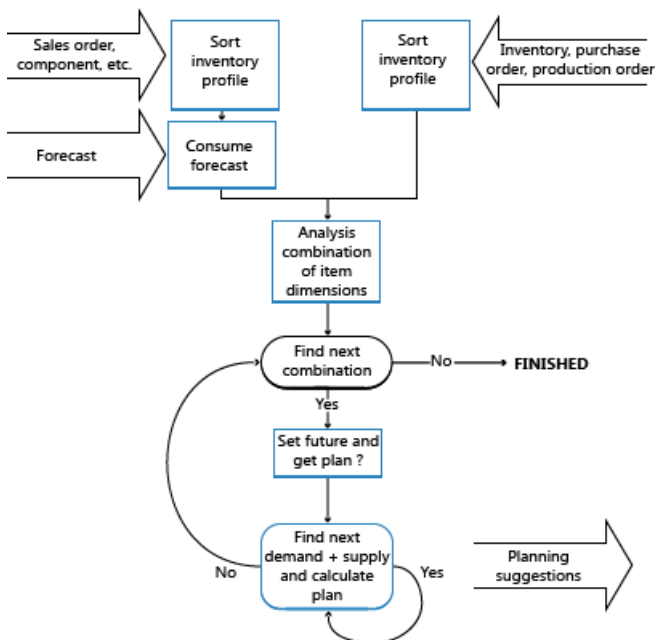 Sales order,
component, etc.
Sort
inventory
profile
Sort
inventory
profile
Inventory, purchase
order, production order
Forecast
Consume
forecast
Analysis
combination
of item
dimensions
Find next
combination
No
FINISHED
Yes
Set future and
get plan ?
Find next
demand + supply
and calculate
plan
No
Yes
Planning
suggestions